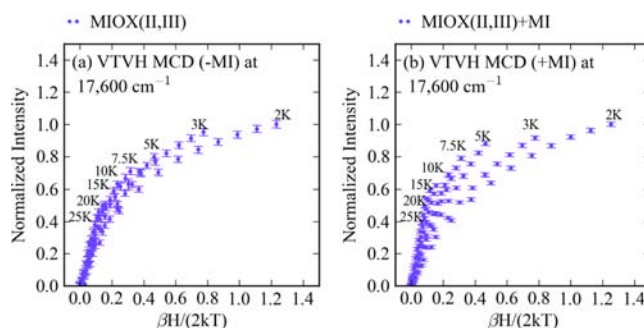 MIOX(II,III)
MIOX(II,III)+MI
(a) VTVH MCD (-MI) at
17,600 cm⁻¹
2K
3K
5K
7.5K
10K
15K
20K
25K
Normalized Intensity
1.4
1.2
1.0
0.8
0.6
0.4
0.2
0.0
0.0 0.2 0.4 0.6 0.8 1.0 1.2 1.4
βH/(2kT)
(b) VTVH MCD (+MI) at
17,600 cm⁻¹
2K
3K
5K
7.5K
10K
15K
20K
25K
Normalized Intensity
1.4
1.2
1.0
0.8
0.6
0.4
0.2
0.0
0.0 0.2 0.4 0.6 0.8 1.0 1.2 1.4
βH/(2kT)